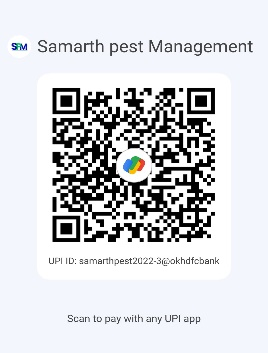 SPM
Samarth pest Management
UPI ID: samarthpest2022-3@okhdfcbank
Scan to pay with any UPI app